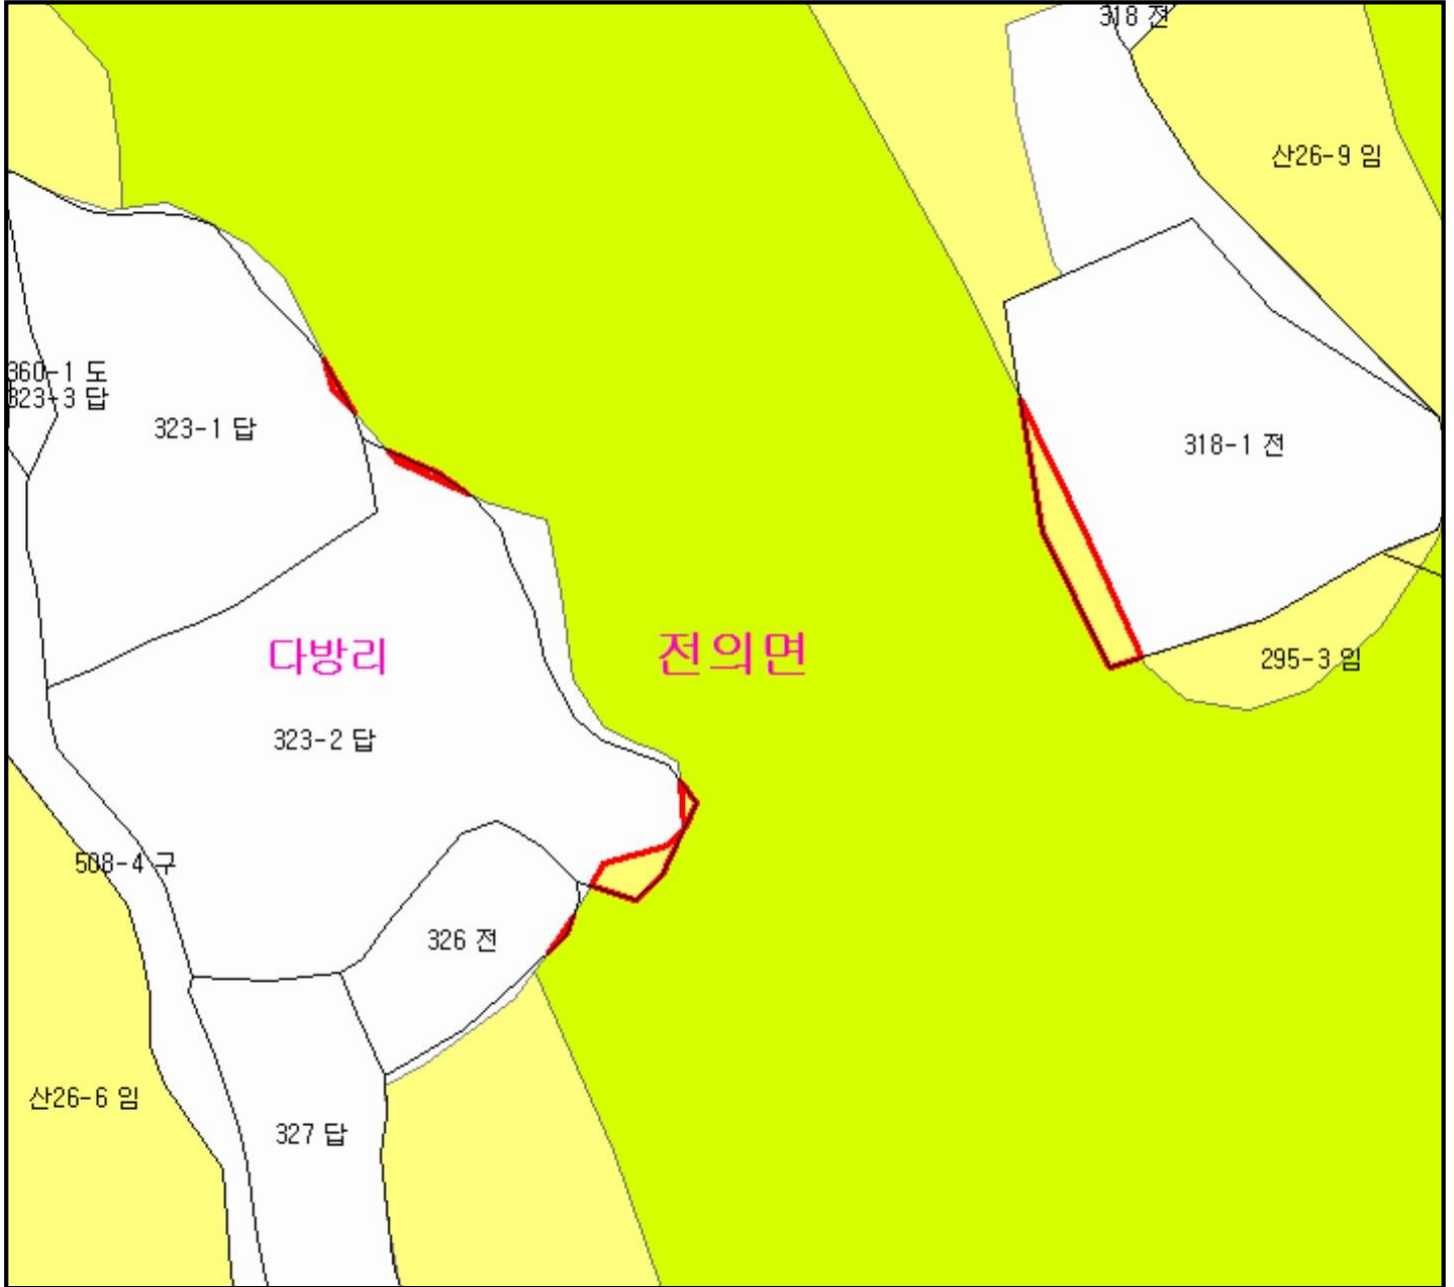 318 전
산26-9 임
360-1 도
323-3 답
323-1 답
318-1 전
다방리
전의면
295-3 임
323-2 답
508-4 구
326 전
산26-6 임
327 답